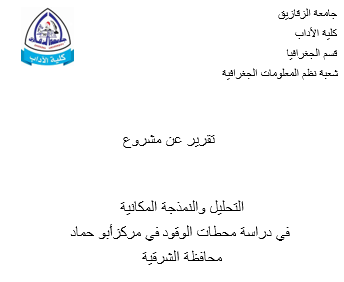 جامعة الزقازيق
كلية الأداب
قسم الجغرافيا
شعبة نظم المعلومات الجغرافية
كلية الآداب
تقرير عن مشروع
التحليل والنمذجة المكانية
في دراسة محطات الوقود في مركزأبو حماد
محافظة الشرقية